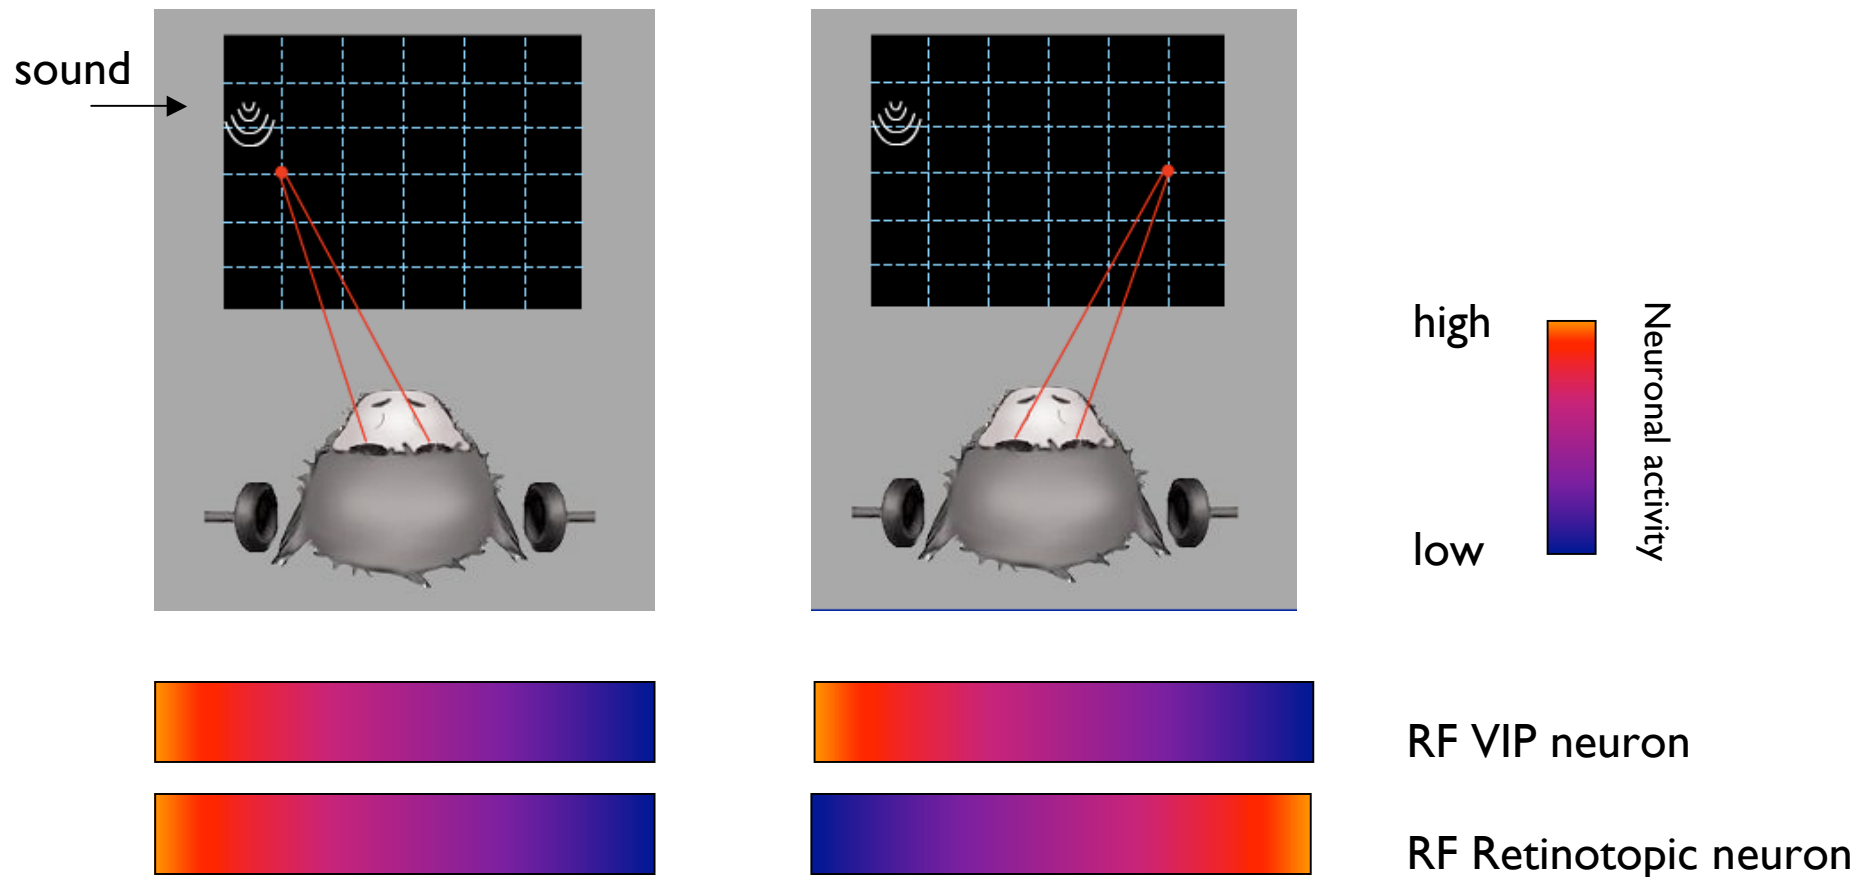 sound
high
Neuronal activity
low
RF VIP neuron
RF Retinotopic neuron